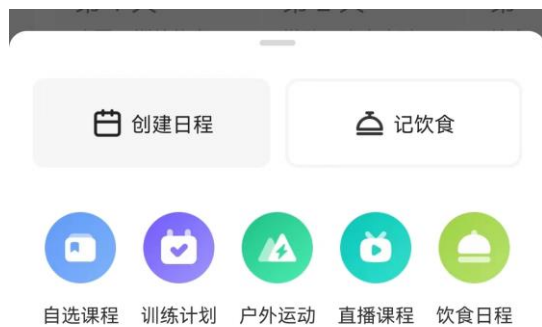 创建日程
记饮食
自选课程
训练计划
户外运动
直播课程
饮食日程